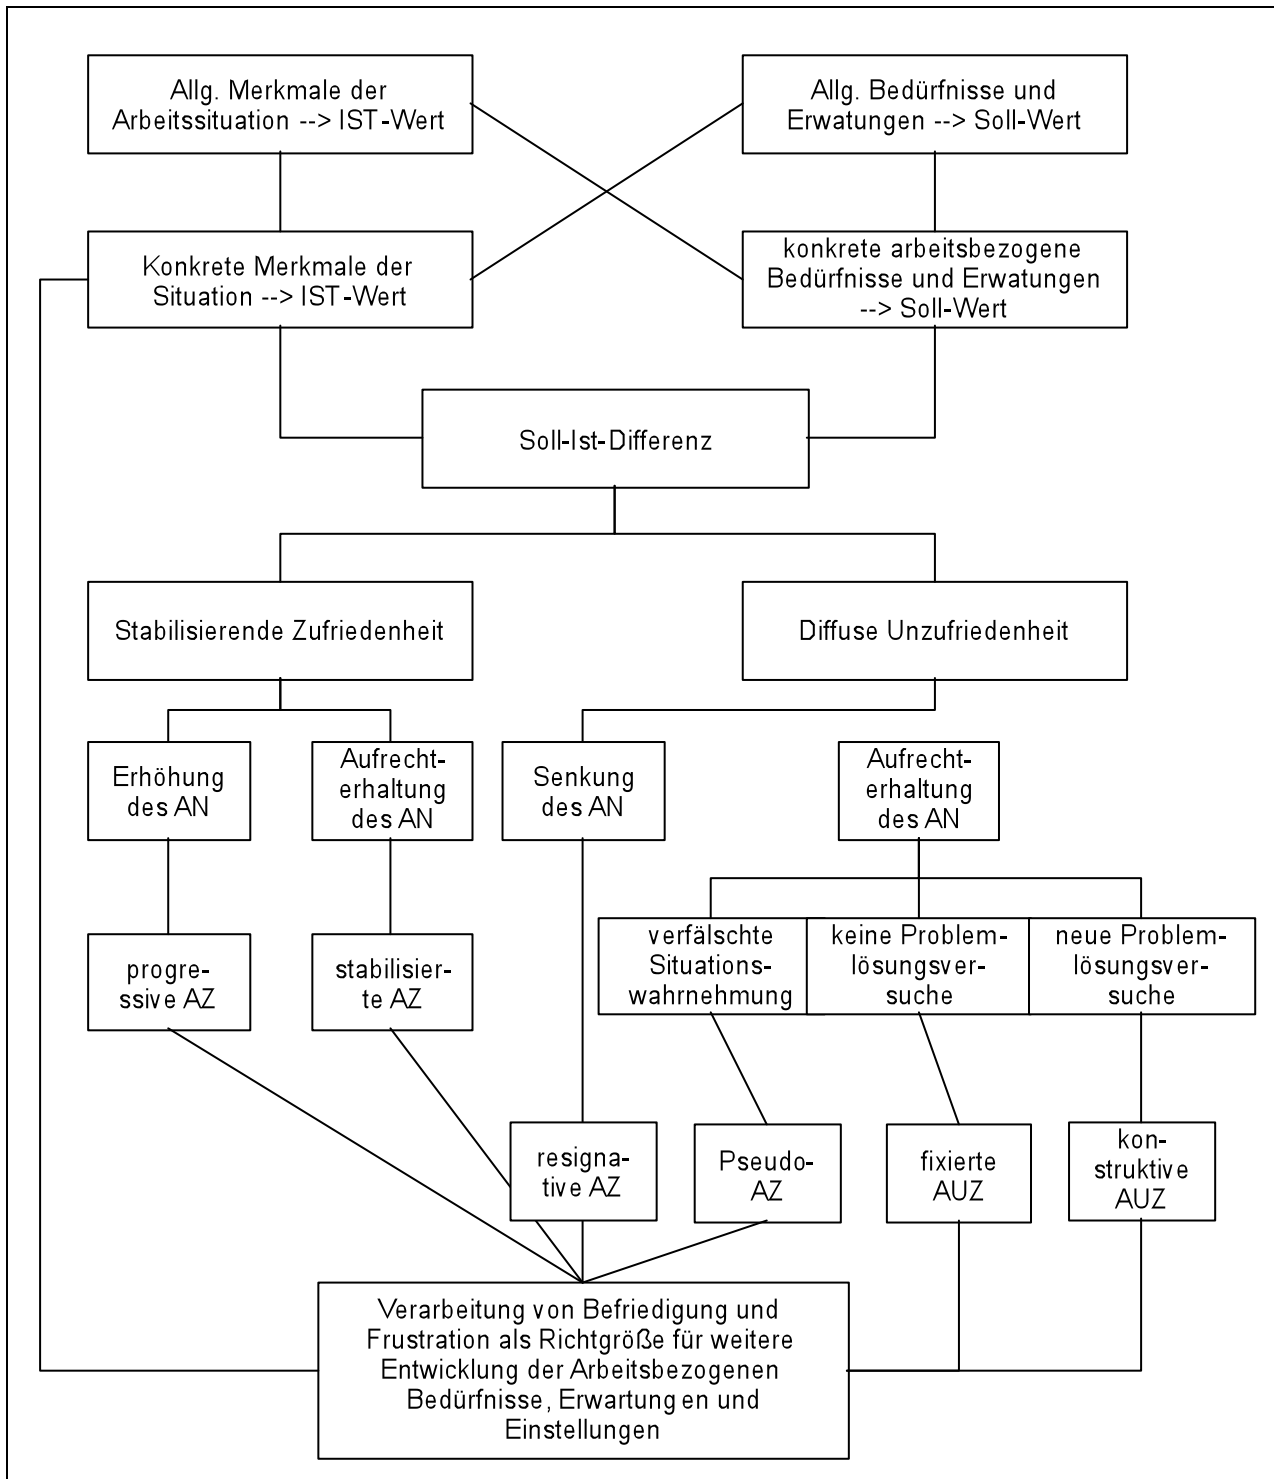 Allg. Merkmale der
Arbeitssituation --> IST-Wert
Allg. Bedürfnisse und
Erwatungen --> Soll-Wert
Konkrete Merkmale der
Situation --> IST-Wert
konkrete arbeitsbezogene
Bedürfnisse und Erwatungen
--> Soll-Wert
Soll-Ist-Differenz
Stabilisierende Zufriedenheit
Diffuse Unzufriedenheit
Erhöhung
des AN
Aufrecht-
erhaltung
des AN
Senkung
des AN
Aufrecht-
erhaltung
des AN
progre-
ssive AZ
stabilisier-
te AZ
verfälschte
Situations-
wahrnehmung
keine Problem-
lösungsver-
suche
neue Problem-
lösungsver-
suche
resigna-
tive AZ
Pseudo-
AZ
fixierte
AUZ
kon-
struktive
AUZ
Verarbeitung von Befriedigung und
Frustration als Richtgröße für weitere
Entwicklung der Arbeitsbezogenen
Bedürfnisse, Erwartungen und
Einstellungen